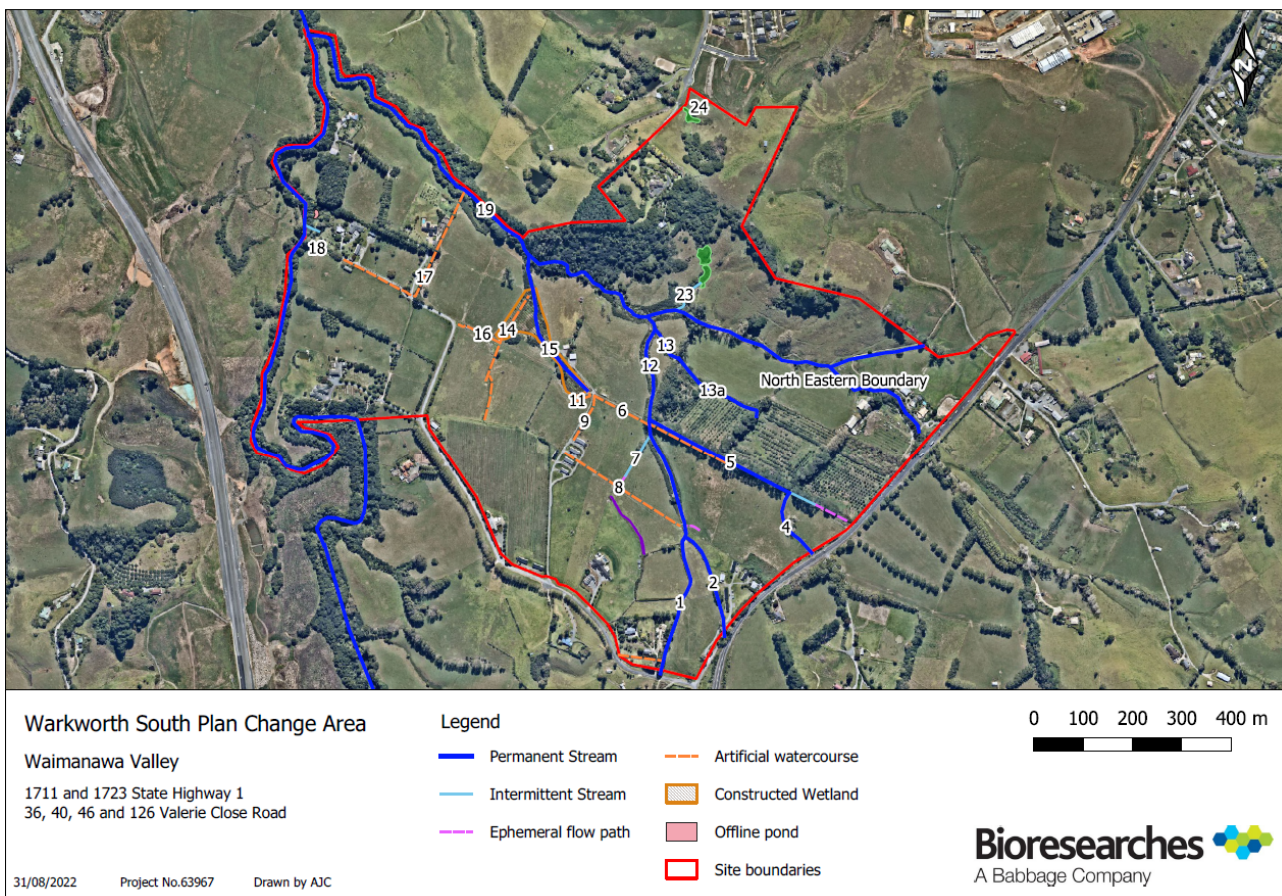 N
24
19
18
17
23
16
14
15
13
12
13a
North Eastern Boundary
11
6
9
7
5
8
4
2
1
Warkworth South Plan Change Area
Waimanawa Valley
1711 and 1723 State Highway 1
36, 40, 46 and 126 Valerie Close Road
31/08/2022 Project No.63967 Drawn by AJC
Legend
Permanent Stream
Intermittent Stream
Ephemeral flow path
Artificial watercourse
Constructed Wetland
Offline pond
Site boundaries
0 100 200 300 400 m
Bioresearches
A Babbage Company